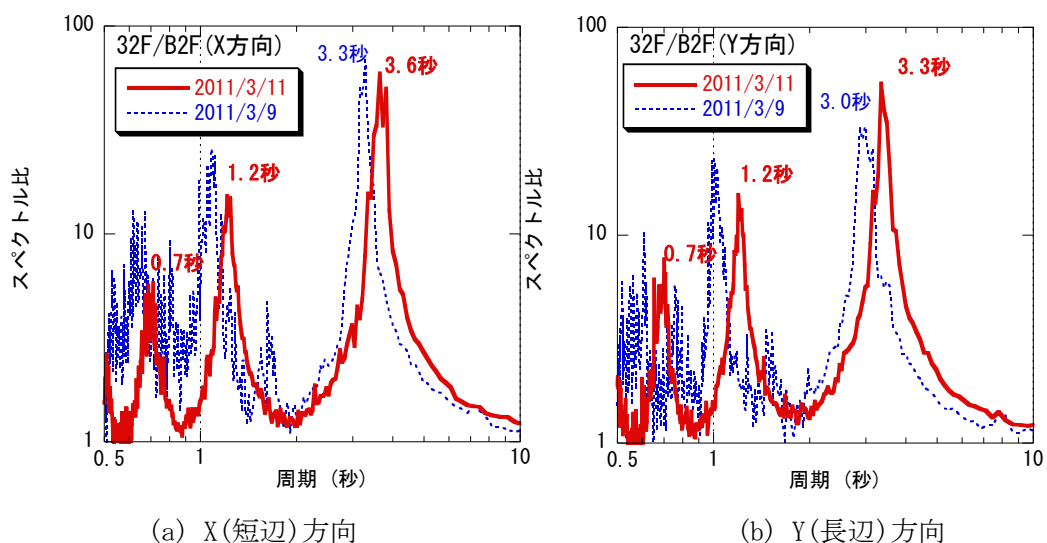 100
32F/B2F(X方向)
2011/3/11
2011/3/9
3.3秒
3.6秒
1.2秒
0.7秒
10
1
スペクトル比
0.5
1
10
周期 (秒)
(a) X(短辺)方向
100
32F/B2F(Y方向)
2011/3/11
2011/3/9
3.3秒
3.0秒
1.2秒
0.7秒
10
1
スペクトル比
0.5
1
10
周期 (秒)
(b) Y(長辺)方向